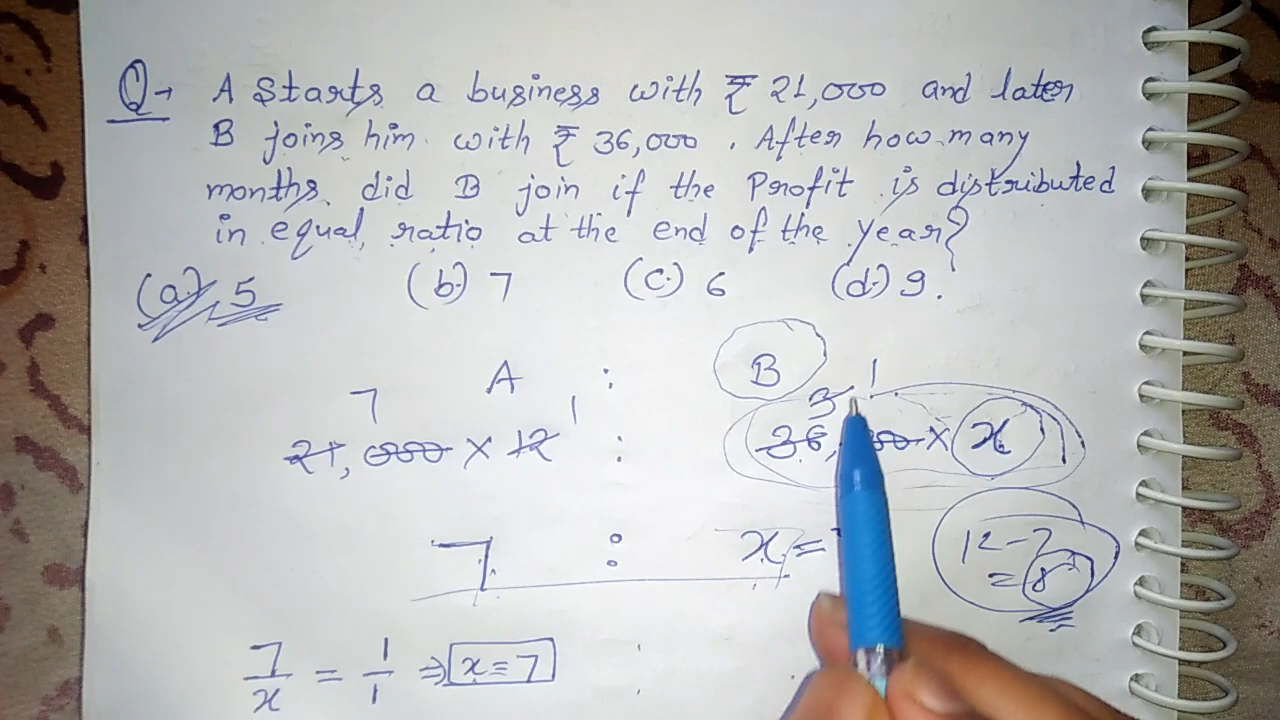 Q→ A starts a business with ₹ 21,000 and later
B joins him with ₹ 36,000. After how many
months did B join if the Profit is distributed
in equal ratio at the end of the year?
(a) 5 (b) 7 (c) 6 (d) 9.
A : B
7 1 3 1
21,000 × 12 : 36, × x
7 : x =
12 - 7
=
7/x = 1/1 ⇒ x = 7